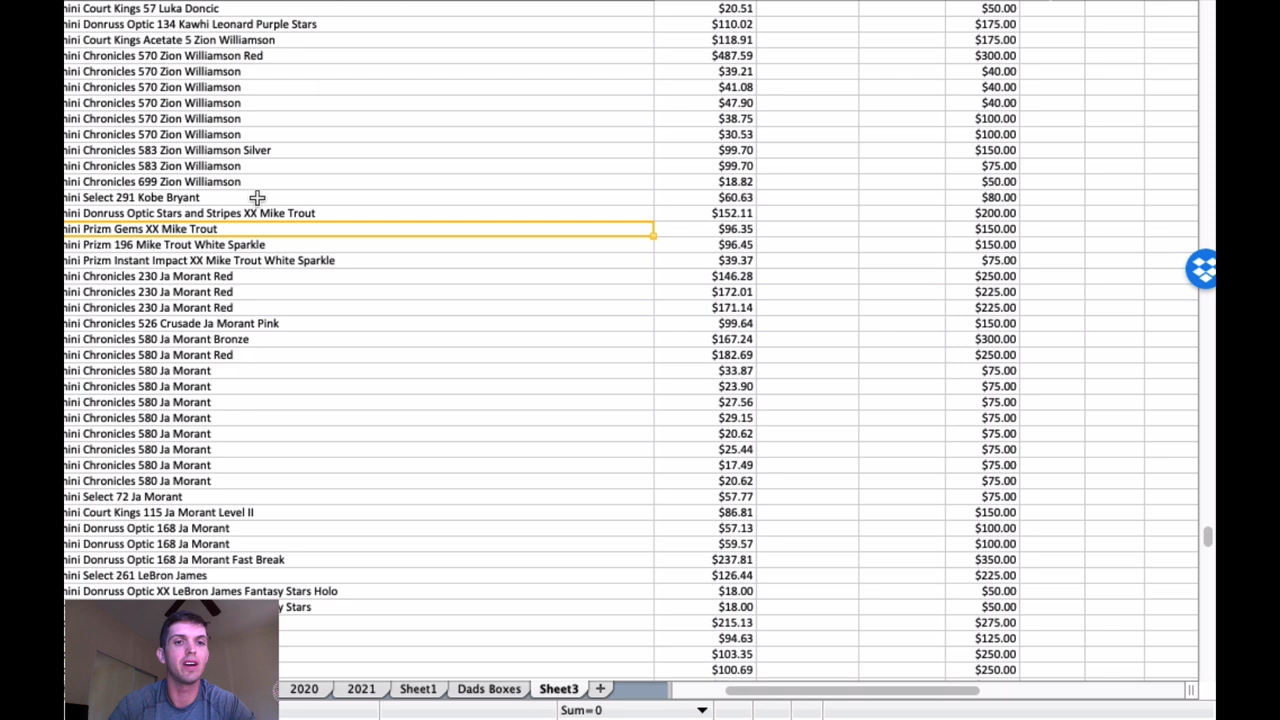 nini Court Kings 57 Luka Doncic $20.51 $50.00
nini Donruss Optic 134 Kawhi Leonard Purple Stars $110.02 $175.00
nini Court Kings Acetate 5 Zion Williamson $118.91 $175.00
nini Chronicles 570 Zion Williamson Red $487.59 $300.00
nini Chronicles 570 Zion Williamson $39.21 $40.00
nini Chronicles 570 Zion Williamson $41.08 $40.00
nini Chronicles 570 Zion Williamson $47.90 $40.00
nini Chronicles 570 Zion Williamson $38.75 $100.00
nini Chronicles 570 Zion Williamson $30.53 $100.00
nini Chronicles 583 Zion Williamson Silver $99.70 $150.00
nini Chronicles 583 Zion Williamson $99.70 $75.00
nini Chronicles 699 Zion Williamson $18.82 $50.00
nini Select 291 Kobe Bryant $60.63 $80.00
nini Donruss Optic Stars and Stripes XX Mike Trout $152.11 $200.00
nini Prizm Gems XX Mike Trout $96.35 $150.00
nini Prizm 196 Mike Trout White Sparkle $96.45 $150.00
nini Prizm Instant Impact XX Mike Trout White Sparkle $39.37 $75.00
nini Chronicles 230 Ja Morant Red $146.28 $250.00
nini Chronicles 230 Ja Morant Red $172.01 $225.00
nini Chronicles 230 Ja Morant Red $171.14 $225.00
nini Chronicles 526 Crusade Ja Morant Pink $99.64 $150.00
nini Chronicles 580 Ja Morant Bronze $167.24 $300.00
nini Chronicles 580 Ja Morant Red $182.69 $250.00
nini Chronicles 580 Ja Morant $33.87 $75.00
nini Chronicles 580 Ja Morant $23.90 $75.00
nini Chronicles 580 Ja Morant $27.56 $75.00
nini Chronicles 580 Ja Morant $29.15 $75.00
nini Chronicles 580 Ja Morant $20.62 $75.00
nini Chronicles 580 Ja Morant $25.44 $75.00
nini Chronicles 580 Ja Morant $17.49 $75.00
nini Chronicles 580 Ja Morant $20.62 $75.00
nini Select 72 Ja Morant $57.77 $75.00
nini Court Kings 115 Ja Morant Level II $86.81 $150.00
nini Donruss Optic 168 Ja Morant $57.13 $100.00
nini Donruss Optic 168 Ja Morant $59.57 $100.00
nini Donruss Optic 168 Ja Morant Fast Break $237.81 $350.00
nini Select 261 LeBron James $126.44 $225.00
nini Donruss Optic XX LeBron James Fantasy Stars Holo $18.00 $50.00
y Stars $18.00 $50.00
$215.13 $275.00
$94.63 $125.00
$103.35 $250.00
$100.69 $250.00
2020 2021 Sheet1 Dads Boxes Sheet3 +
Sum=0